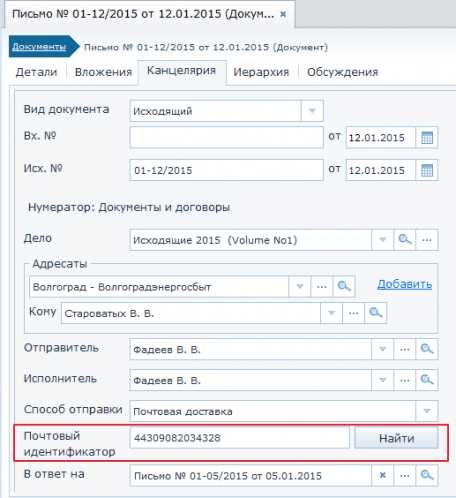 Письмо № 01-12/2015 от 12.01.2015 (Докум... ×
Документы Письмо № 01-12/2015 от 12.01.2015 (Документ)
Детали Вложения Канцелярия Иерархия Обсуждения
Вид документа Исходящий
Вх. № от 12.01.2015
Исх. № 01-12/2015 от 12.01.2015
Нумератор: Документы и договоры
Дело Исходящие 2015 (Volume No1) ...
Адресаты
Волгоград - Волгоградэнергосбыт ... Добавить
Кому Староватых В. В. ...
Отправитель Фадеев В. В. ...
Исполнитель Фадеев В. В. ...
Способ отправки Почтовая доставка
Почтовый
идентификатор 44309082034328 Найти
В ответ на Письмо № 01-05/2015 от 05.01.2015 × ...